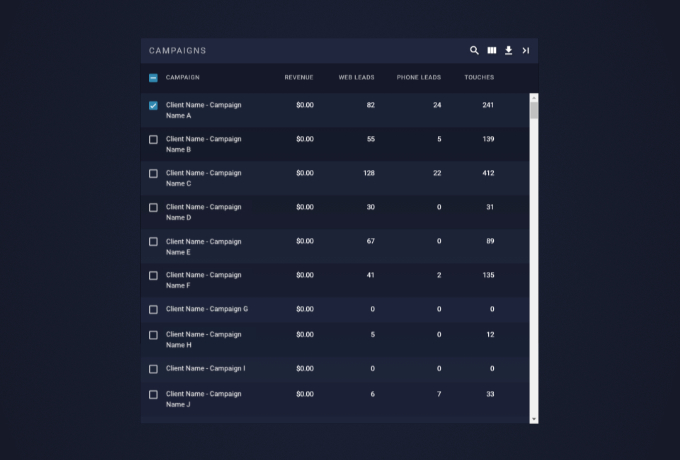 CAMPAIGNS
CAMPAIGN REVENUE WEB LEADS PHONE LEADS TOUCHES
Client Name - Campaign $0.00 82 24 241
Name A
Client Name - Campaign $0.00 55 5 139
Name B
Client Name - Campaign $0.00 128 22 412
Name C
Client Name - Campaign $0.00 30 0 31
Name D
Client Name - Campaign $0.00 67 0 89
Name E
Client Name - Campaign $0.00 41 2 135
Name F
Client Name - Campaign G $0.00 0 0 0
Client Name - Campaign $0.00 5 0 12
Name H
Client Name - Campaign I $0.00 0 0 0
Client Name - Campaign $0.00 6 7 33
Name J